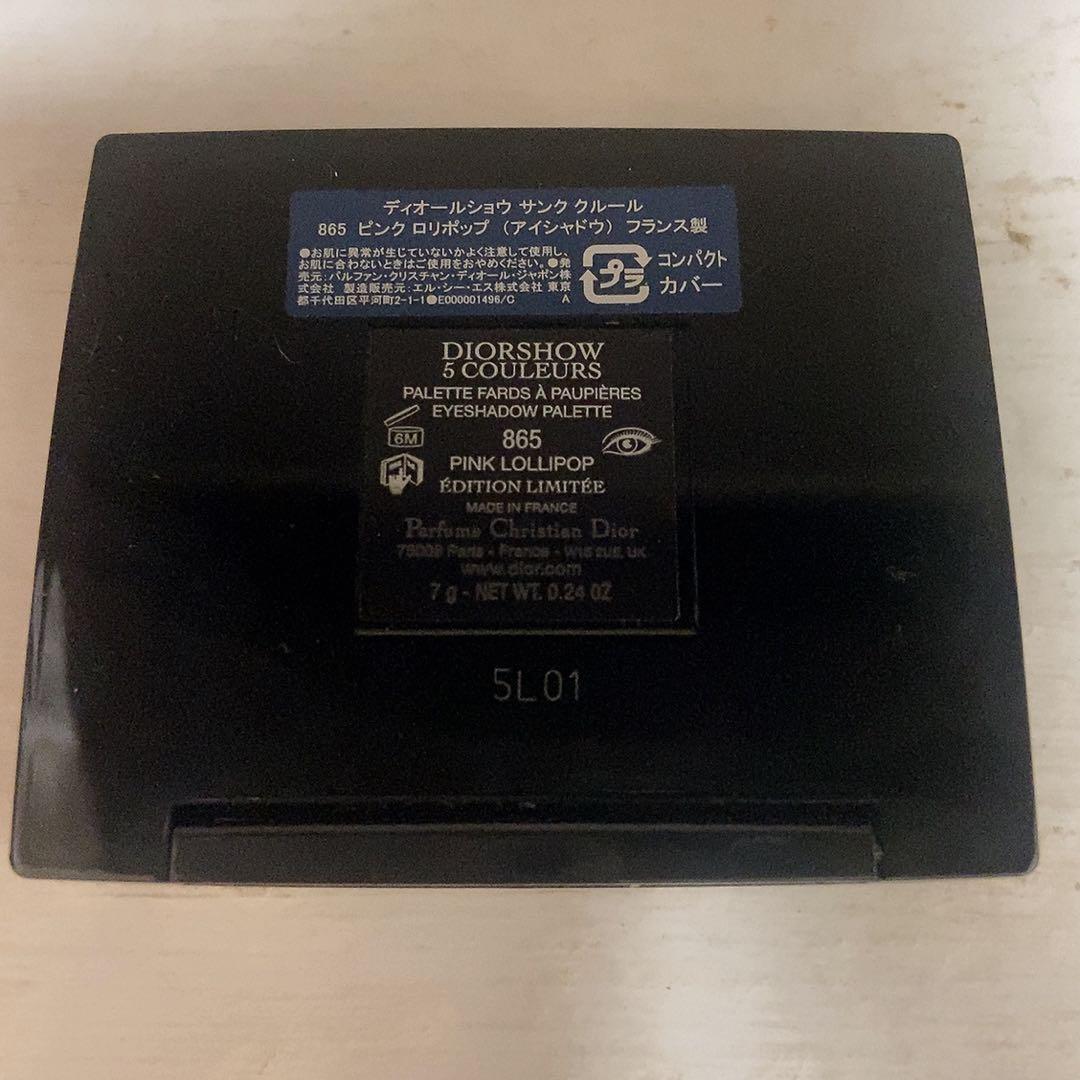 ディオールショウ サンク クルール
865 ピンク ロリポップ （アイシャドウ） フランス製
●お肌に異常が生じていないかよく注意して使用し、
お肌に合わないときはご使用をおやめください。●発
売元：パルファン・クリスチャン・ディオール・ジャポン株
式会社 製造販売元：エル・シー・エス株式会社 東京
都千代田区平河町2-1-1●E000001496/C A
プラ
コンパクト
カバー
DIORSHOW
5 COULEURS
PALETTE FARDS À PAUPIÈRES
EYESHADOW PALETTE
6M
865
PINK LOLLIPOP
ÉDITION LIMITÉE
MADE IN FRANCE
Parfums Christian Dior
75008 Paris - France - W1S 2US, UK
www.dior.com
7 g - NET WT. 0.24 OZ
5L01